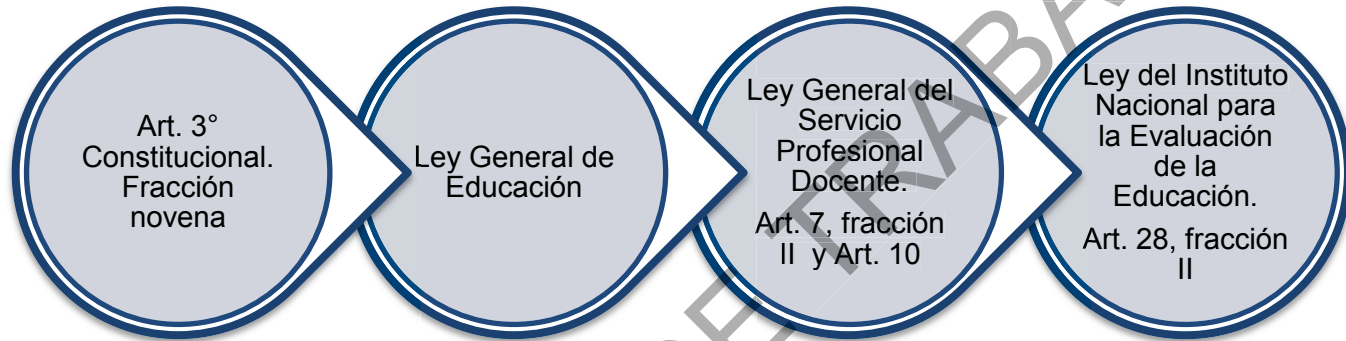 Art. 3°
Constitucional.
Fracción
novena
Ley General de
Educación
Ley General del
Servicio
Profesional
Docente.
Art. 7, fracción
II y Art. 10
Ley del Instituto
Nacional para
la Evaluación
de la
Educación.
Art. 28, fracción
II